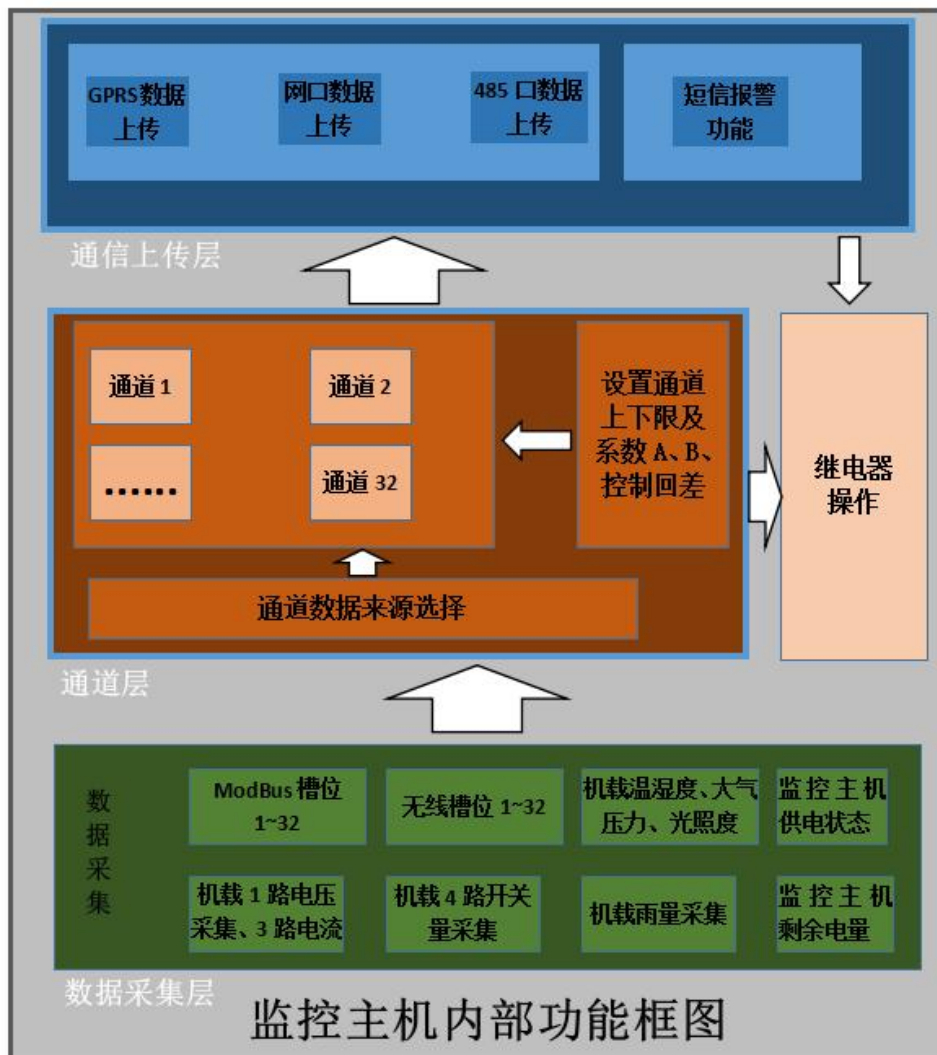 GPRS数据
上传
网口数据
上传
485 口数据
上传
短信报警
功能
通信上传层
通道 1
通道 2
……
通道 32
设置通道
上下限及
系数 A、B、
控制回差
继电器
操作
通道数据来源选择
通道层
数据采集
ModBus 槽位
1~32
无线槽位 1~32
机载温湿度、大气
压力、光照度
监控主机
供电状态
机载 1 路电压
采集、3 路电流
机载 4 路开关
量采集
机载雨量采集
监控主机
剩余电量
数据采集层
监控主机内部功能框图